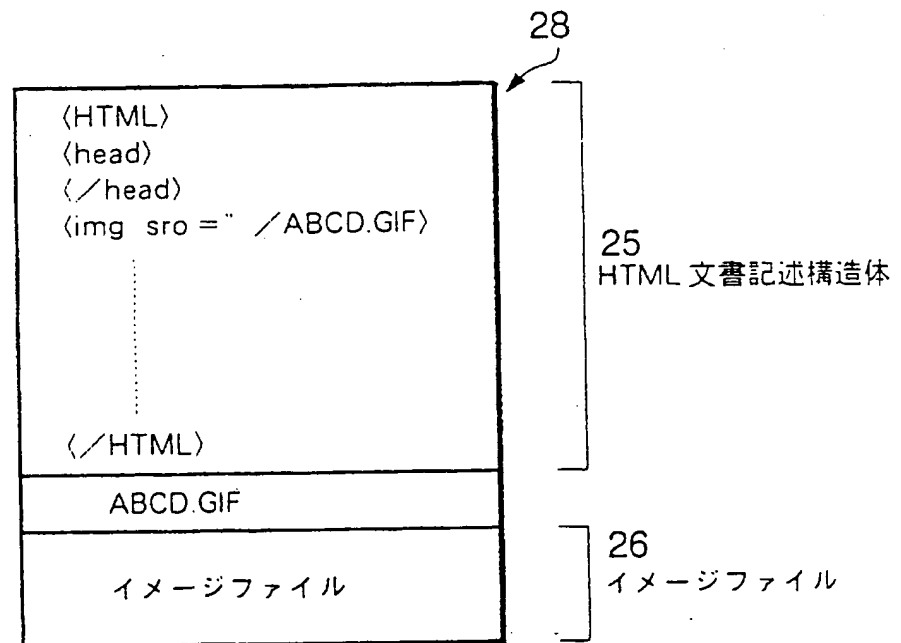 28
〈HTML〉
〈head〉
〈／head〉
〈img sro =" ／ABCD.GIF〉
〈／HTML〉
25
HTML 文書記述構造体
ABCD.GIF
イメージファイル
26
イメージファイル